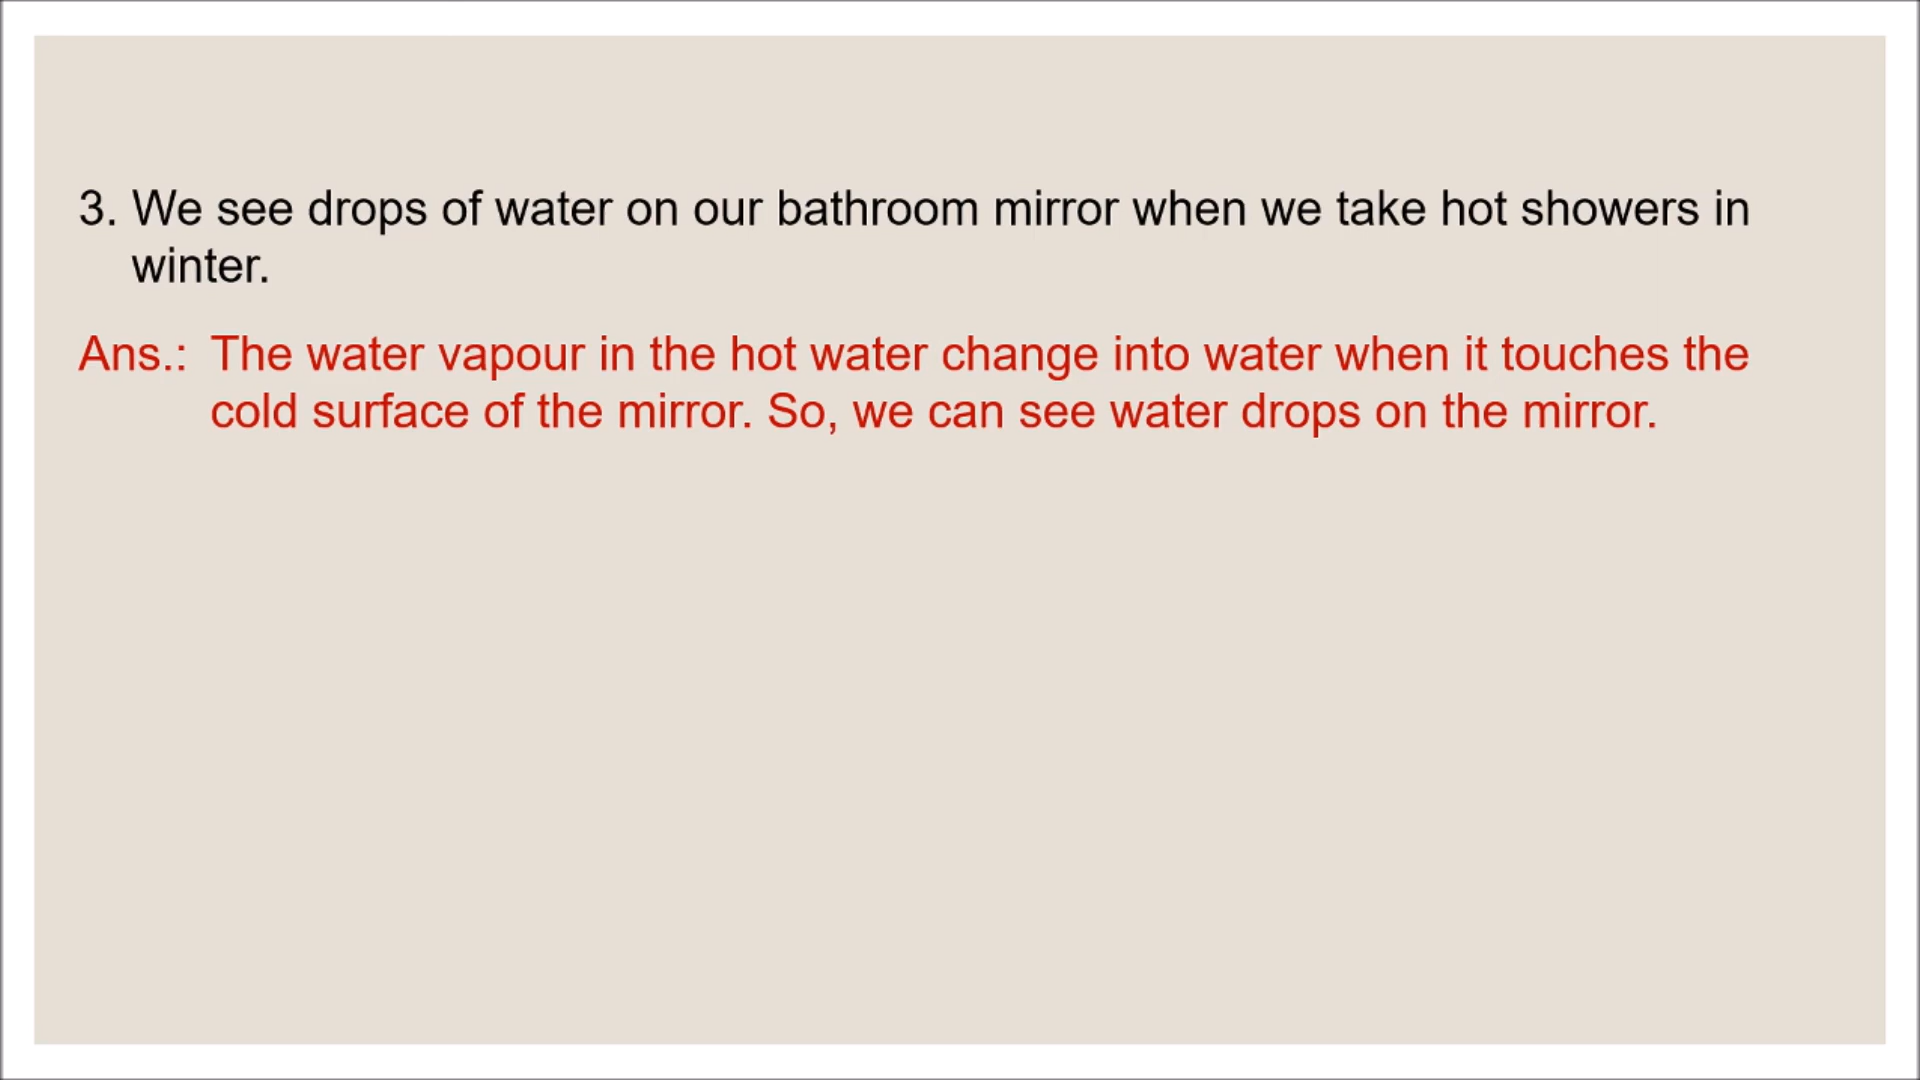 3. We see drops of water on our bathroom mirror when we take hot showers in
winter.
Ans.: The water vapour in the hot water change into water when it touches the
cold surface of the mirror. So, we can see water drops on the mirror.